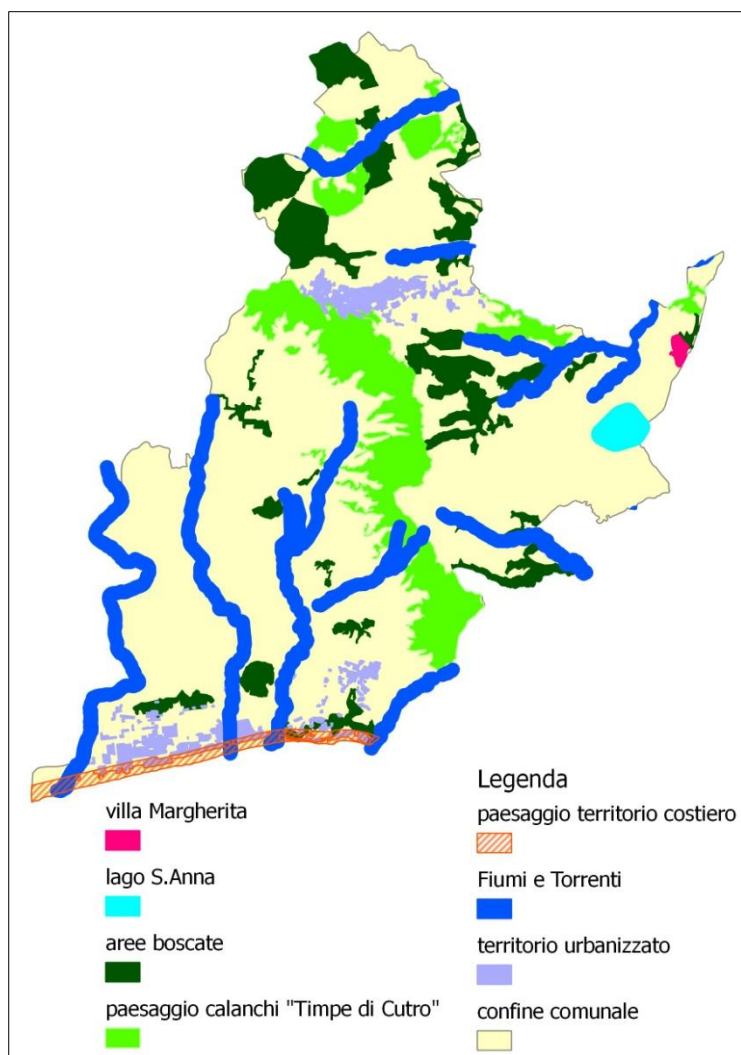 Legenda
villa Margherita
paesaggio territorio costiero
lago S.Anna
Fiumi e Torrenti
aree boscate
territorio urbanizzato
paesaggio calanchi "Timpe di Cutro"
confine comunale